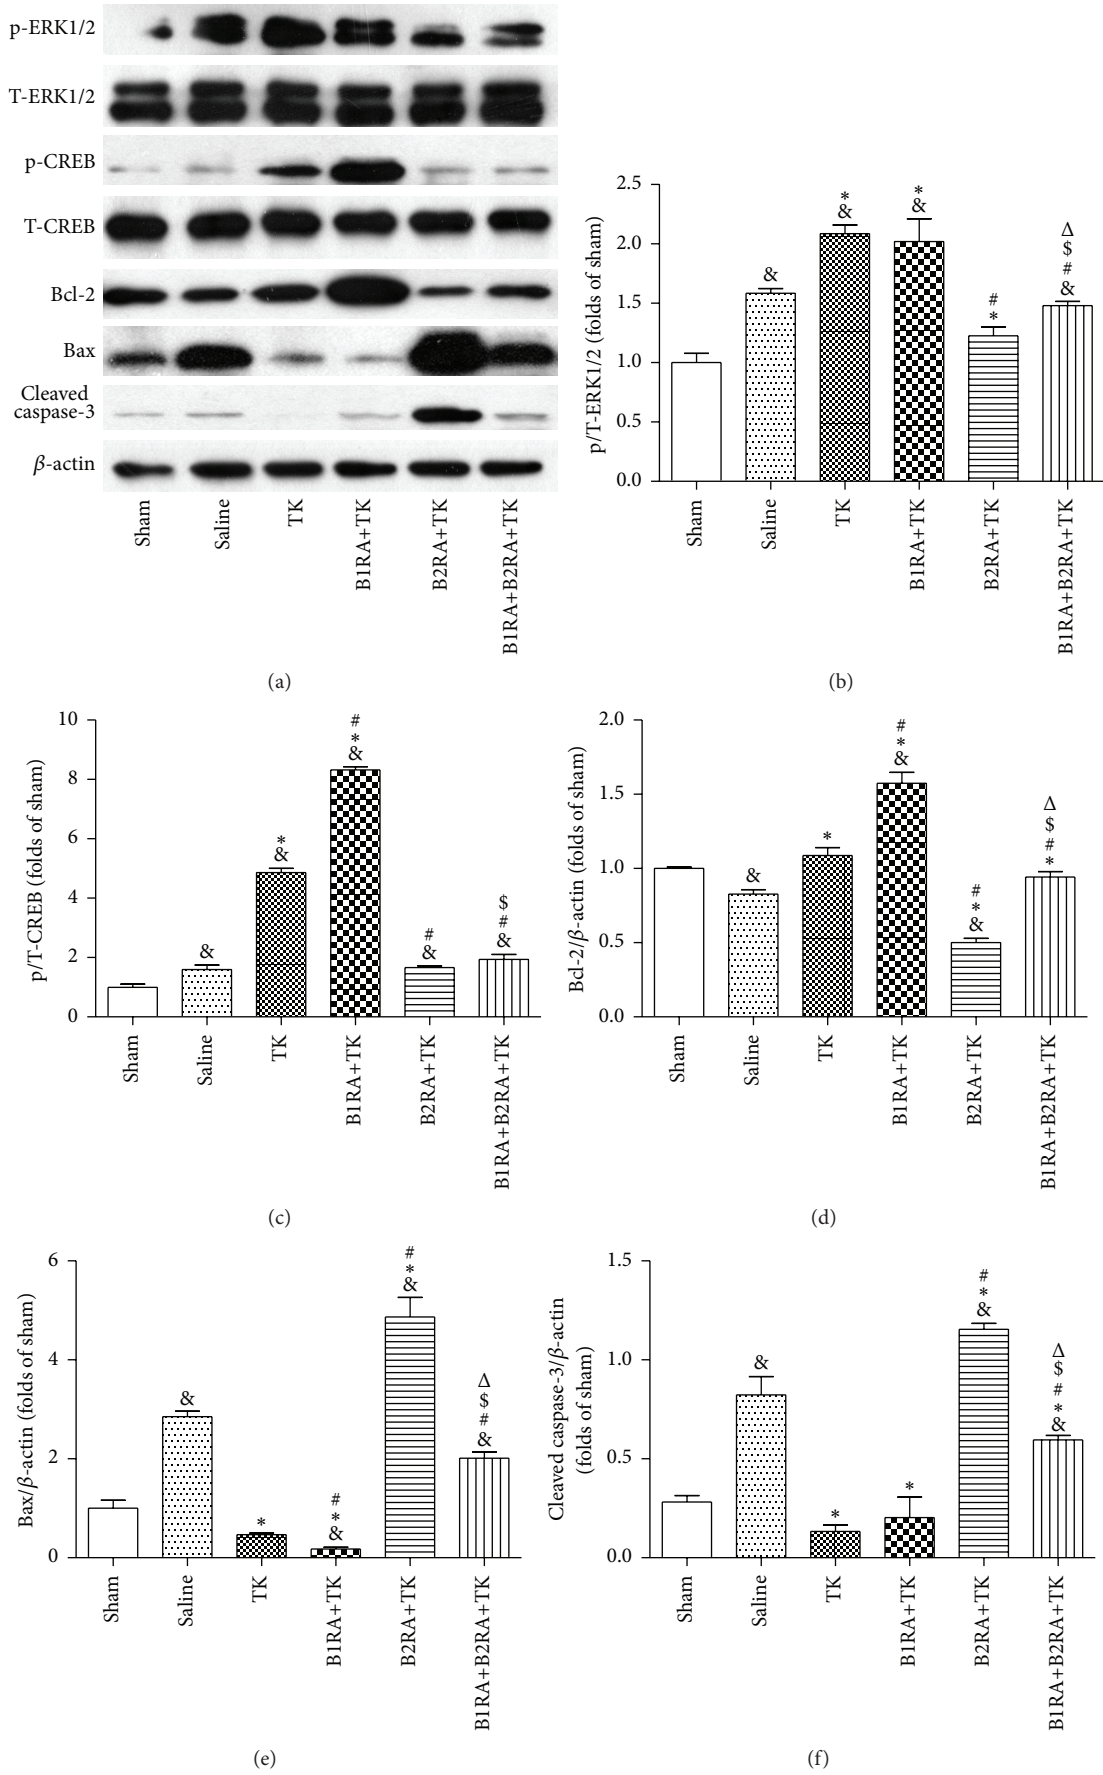 p-ERK1/2
T-ERK1/2
p-CREB
T-CREB
Bcl-2
Bax
Cleaved
caspase-3
β-actin
Sham
Saline
TK
B1RA+TK
B2RA+TK
B1RA+B2RA+TK
(a)
p/T-ERK1/2 (folds of sham)
2.5
2.0
1.5
1.0
0.5
0.0
&
*
&
*
&
#
*
Δ
$
#
&
Sham
Saline
TK
B1RA+TK
B2RA+TK
B1RA+B2RA+TK
(b)
p/T-CREB (folds of sham)
10
8
6
4
2
0
&
*
&
#
*
&
#
&
$
#
&
Sham
Saline
TK
B1RA+TK
B2RA+TK
B1RA+B2RA+TK
(c)
Bcl-2/β-actin (folds of sham)
2.0
1.5
1.0
0.5
0.0
&
*
#
*
&
#
*
&
Δ
$
#
*
Sham
Saline
TK
B1RA+TK
B2RA+TK
B1RA+B2RA+TK
(d)
Bax/β-actin (folds of sham)
6
4
2
0
&
*
#
*
&
#
*
&
Δ
$
#
&
Sham
Saline
TK
B1RA+TK
B2RA+TK
B1RA+B2RA+TK
(e)
Cleaved caspase-3/β-actin
(folds of sham)
1.5
1.0
0.5
0.0
&
*
*
#
*
&
Δ
$
#
*
&
Sham
Saline
TK
B1RA+TK
B2RA+TK
B1RA+B2RA+TK
(f)